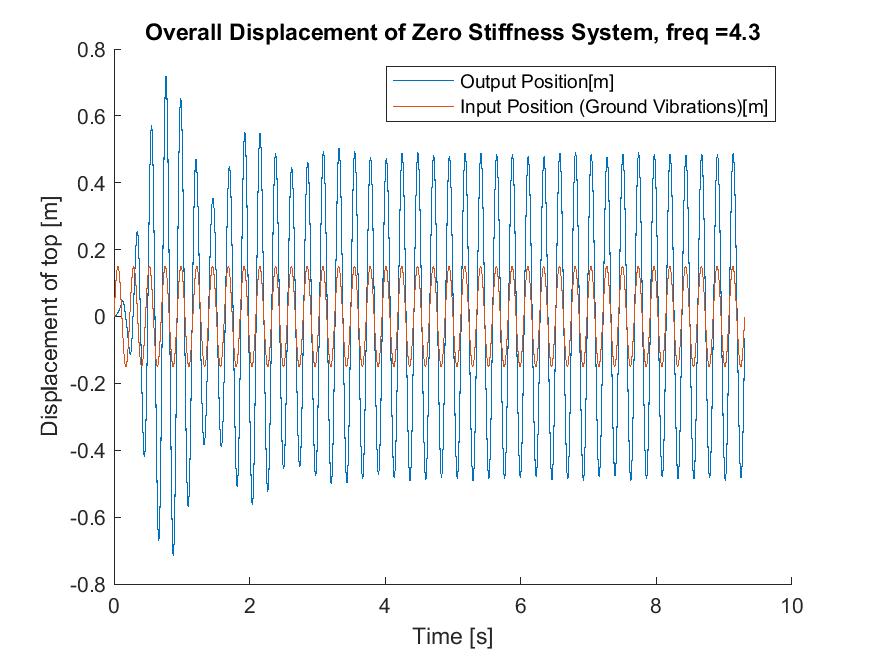 Overall Displacement of Zero Stiffness System, freq =4.3
Output Position[m]
Input Position (Ground Vibrations)[m]
Displacement of top [m]
0.8
0.6
0.4
0.2
0
-0.2
-0.4
-0.6
-0.8
0 2 4 6 8 10
Time [s]